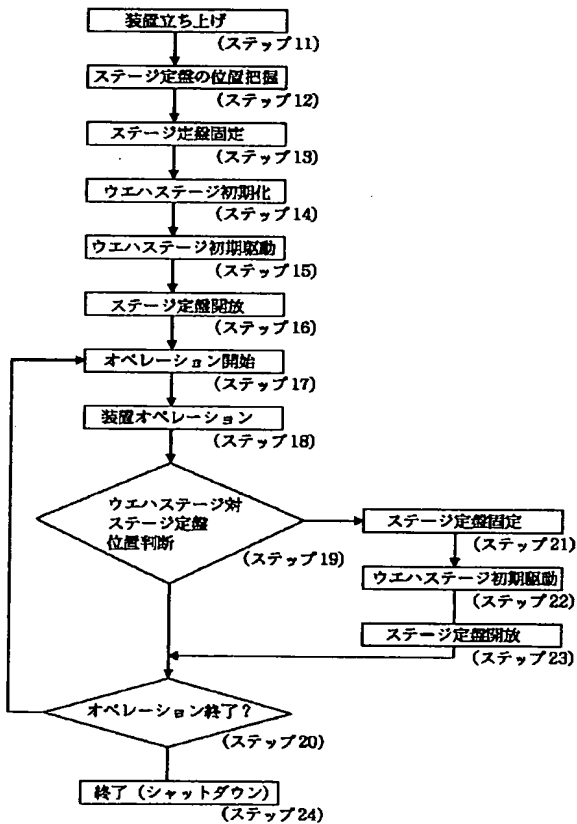 装置立ち上げ
(ステップ11)
ステージ定盤の位置把握
(ステップ12)
ステージ定盤固定
(ステップ13)
ウエハステージ初期化
(ステップ14)
ウエハステージ初期駆動
(ステップ15)
ステージ定盤開放
(ステップ16)
オペレーション開始
(ステップ17)
装置オペレーション
(ステップ18)
ウエハステージ対
ステージ定盤
位置判断
(ステップ19)
ステージ定盤固定
(ステップ21)
ウエハステージ初期駆動
(ステップ22)
ステージ定盤開放
(ステップ23)
オペレーション終了?
(ステップ20)
終了(シャットダウン)
(ステップ24)